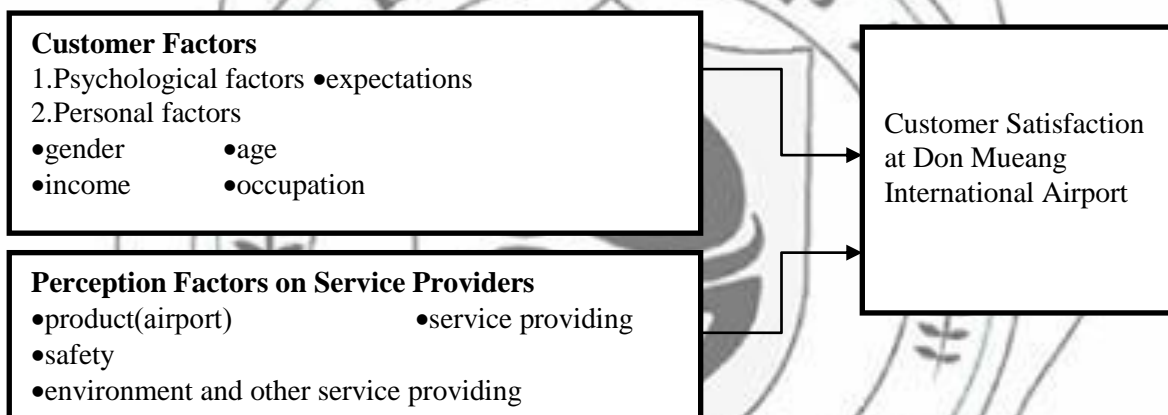 Customer Factors
1.Psychological factors •expectations
2.Personal factors
•gender •age
•income •occupation
Perception Factors on Service Providers
•product(airport) •service providing
•safety
•environment and other service providing
Customer Satisfaction
at Don Mueang
International Airport